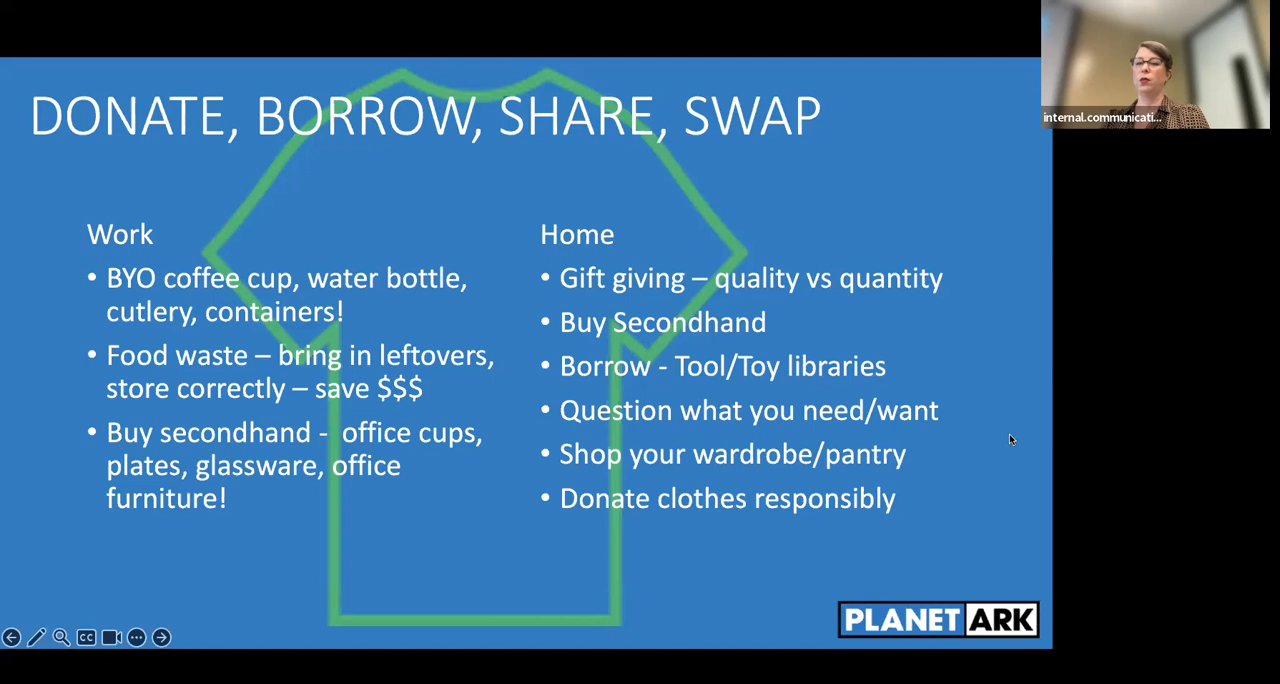 DONATE, BORROW, SHARE, SWAP
Work
• BYO coffee cup, water bottle,
cutlery, containers!
• Food waste – bring in leftovers,
store correctly – save $$$
• Buy secondhand -  office cups,
plates, glassware, office
furniture!
Home
• Gift giving – quality vs quantity
• Buy Secondhand
• Borrow - Tool/Toy libraries
• Question what you need/want
• Shop your wardrobe/pantry
• Donate clothes responsibly
PLANET ARK
internal.communicati...
CC